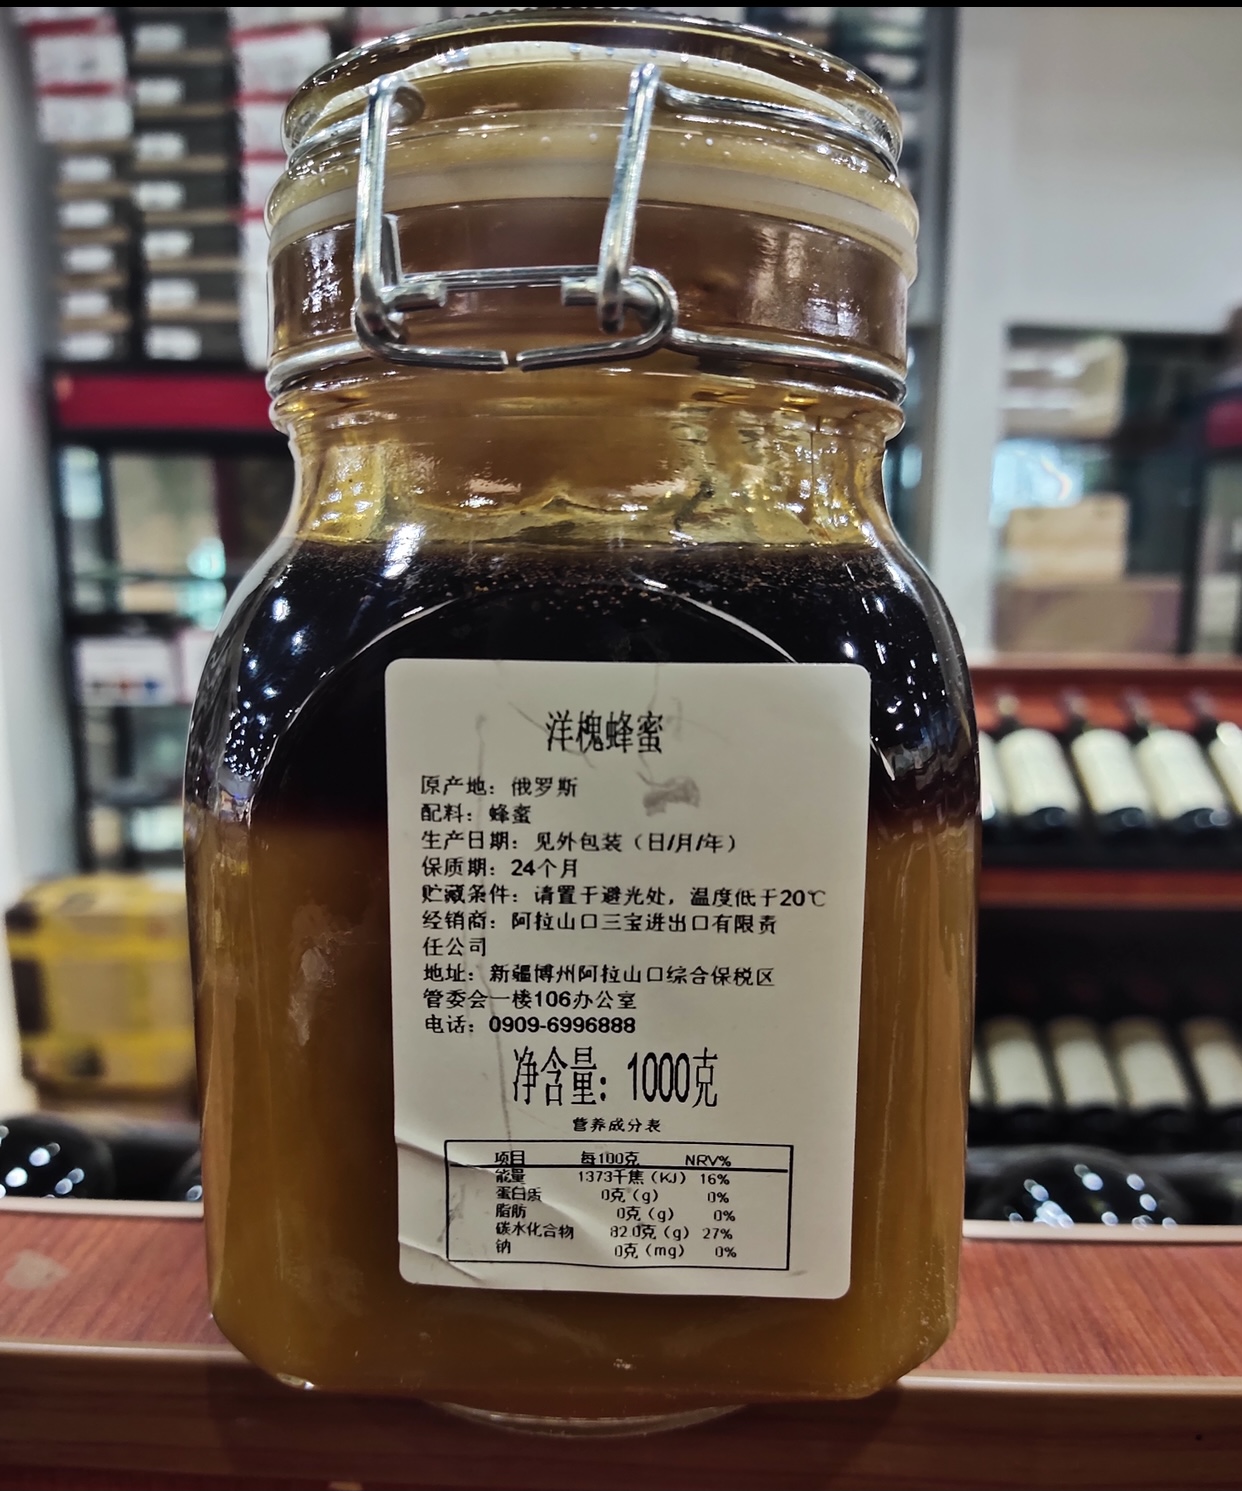 洋槐蜂蜜
原产地：俄罗斯
配料：蜂蜜
生产日期：见外包装（日/月/年）
保质期：24个月
贮藏条件：请置于避光处，温度低于20℃
经销商：阿拉山口三宝进出口有限责
任公司
地址：新疆博州阿拉山口综合保税区
管委会一楼106办公室
电话：0909-6996888
净含量：1000克
营养成分表
项目 每100克 NRV%
能量 1373千焦（KJ） 16%
蛋白质 0克（g） 0%
脂肪 0克（g） 0%
碳水化合物 82.0克（g） 27%
钠 0克（mg） 0%